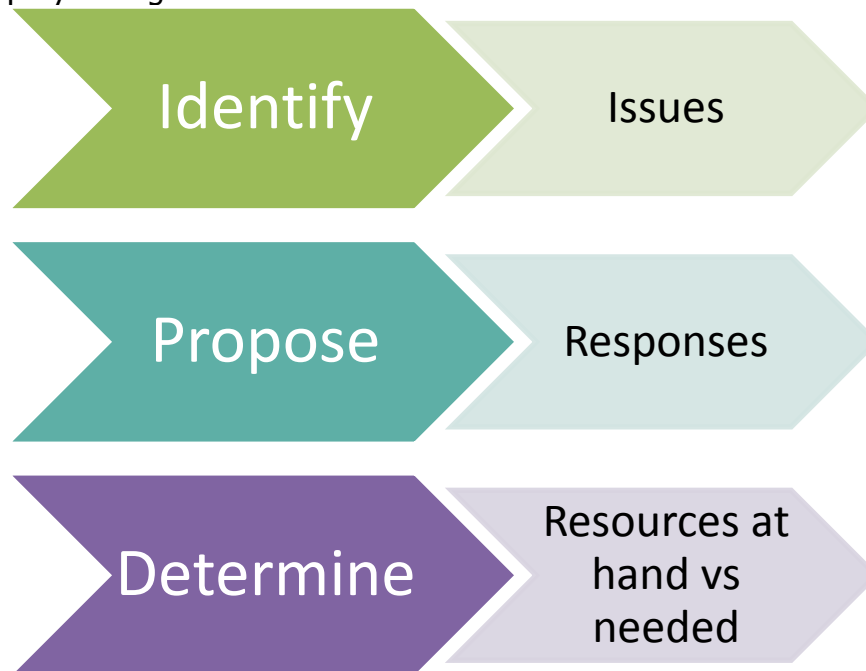 Identify
Issues
Propose
Responses
Determine
Resources at
hand vs
needed